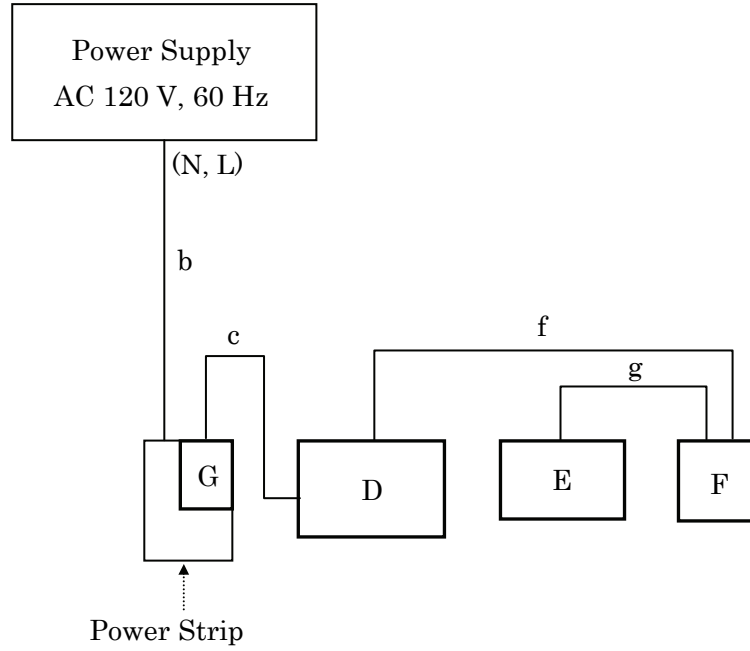 Power Supply
AC 120 V, 60 Hz
(N, L)
b
c
f
g
G
D
E
F
Power Strip